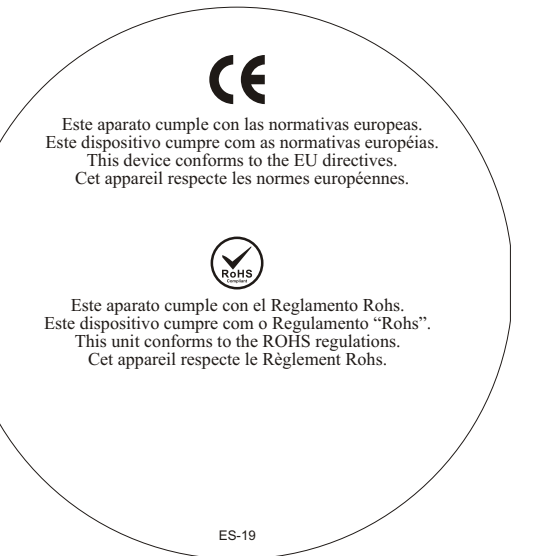 CE
Este aparato cumple con las normativas europeas.
Este dispositivo cumpre com as normativas européias.
This device conforms to the EU directives.
Cet appareil respecte les normes européennes.
RoHS
Compliant
Este aparato cumple con el Reglamento Rohs.
Este dispositivo cumpre com o Regulamento “Rohs”.
This unit conforms to the ROHS regulations.
Cet appareil respecte le Règlement Rohs.
ES-19